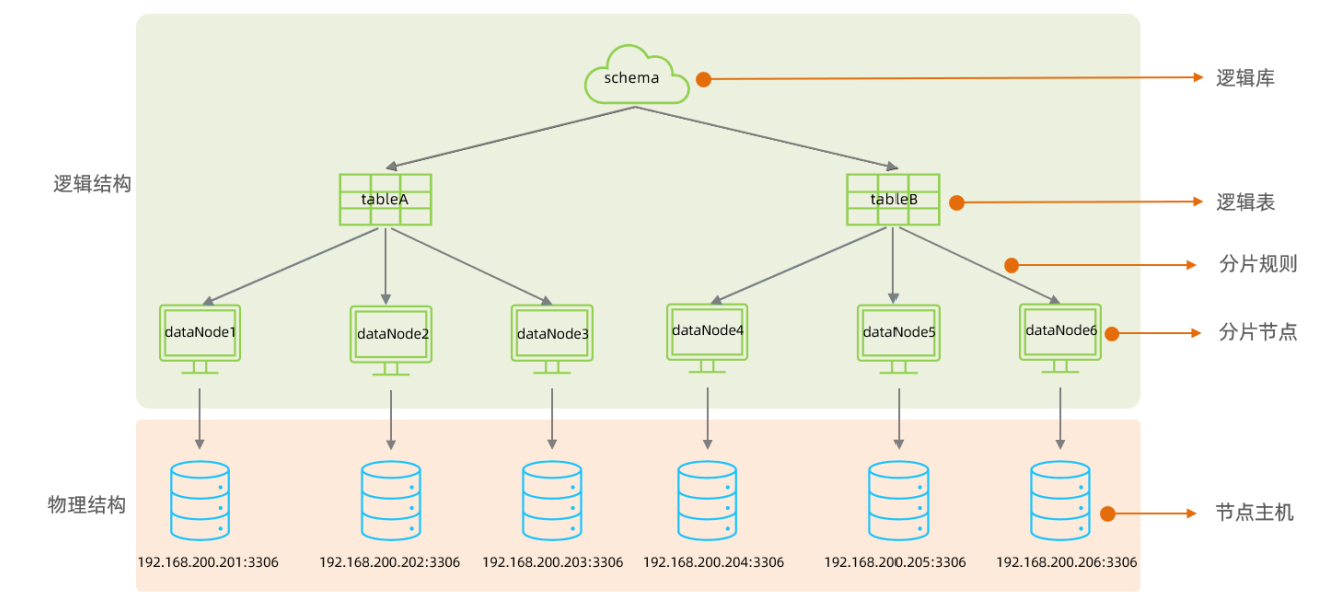 schema
逻辑库
逻辑结构
tableA
tableB
逻辑表
分片规则
dataNode1
dataNode2
dataNode3
dataNode4
dataNode5
dataNode6
分片节点
物理结构
节点主机
192.168.200.201:3306
192.168.200.202:3306
192.168.200.203:3306
192.168.200.204:3306
192.168.200.205:3306
192.168.200.206:3306